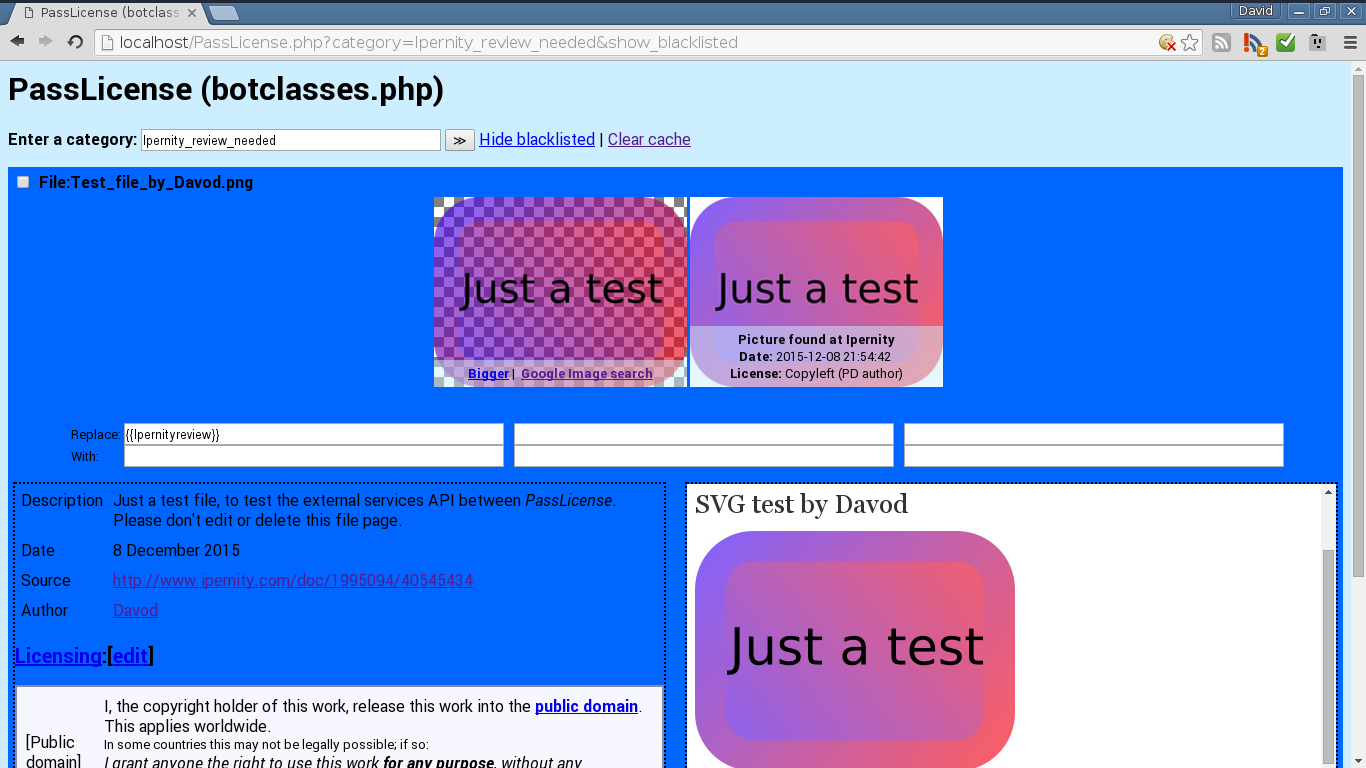 PassLicense (botclass
David
localhost/PassLicense.php?category=Ipernity_review_needed&show_blacklisted
2
PassLicense (botclasses.php)
Enter a category: Ipernity_review_needed ≫ Hide blacklisted | Clear cache
File:Test_file_by_Davod.png
Just a test
Bigger | Google Image search
Just a test
Picture found at Ipernity
Date: 2015-12-08 21:54:42
License: Copyleft (PD author)
Replace: {{Ipernityreview}}
With:
Description Just a test file, to test the external services API between PassLicense.
Please don't edit or delete this file page.
Date 8 December 2015
Source http://www.ipernity.com/doc/1995094/40545434
Author Davod
Licensing:[edit]
[Public
domain]
I, the copyright holder of this work, release this work into the public domain.
This applies worldwide.
In some countries this may not be legally possible; if so:
I grant anyone the right to use this work for any purpose, without any
SVG test by Davod
Just a test